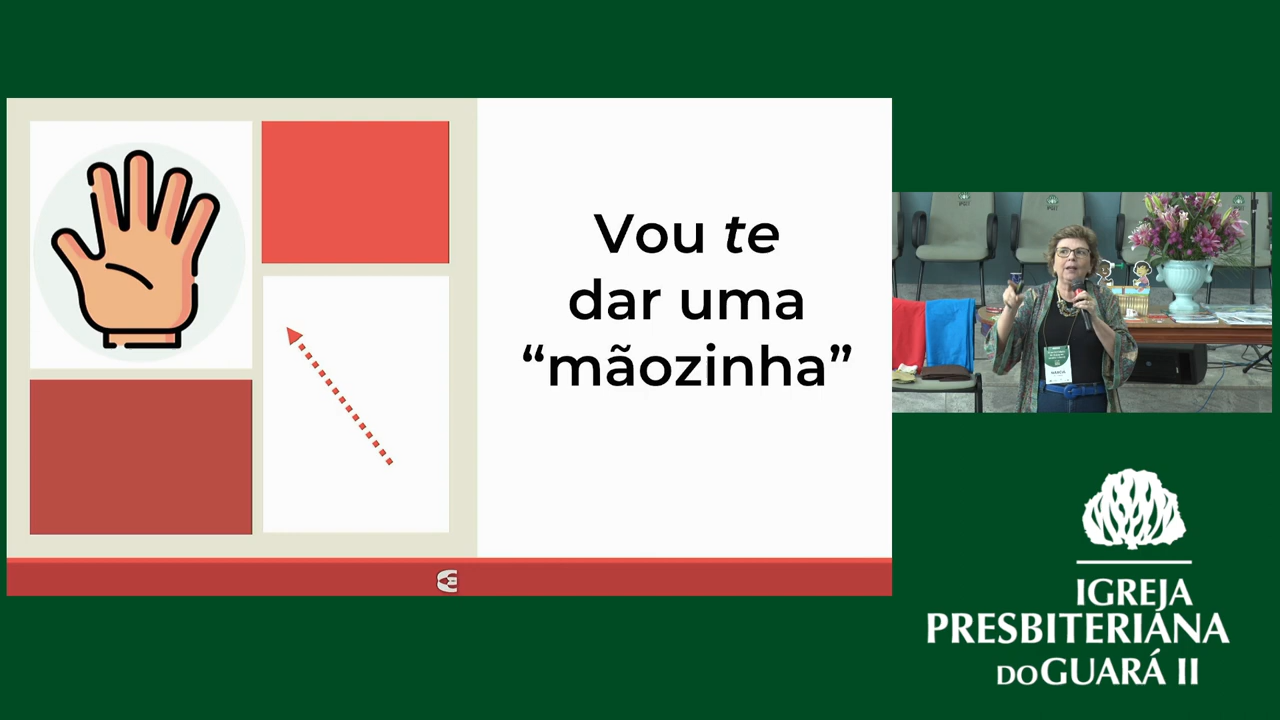 Vou te
dar uma
“mãozinha”
IGREJA
PRESBITERIANA
DO GUARÁ II